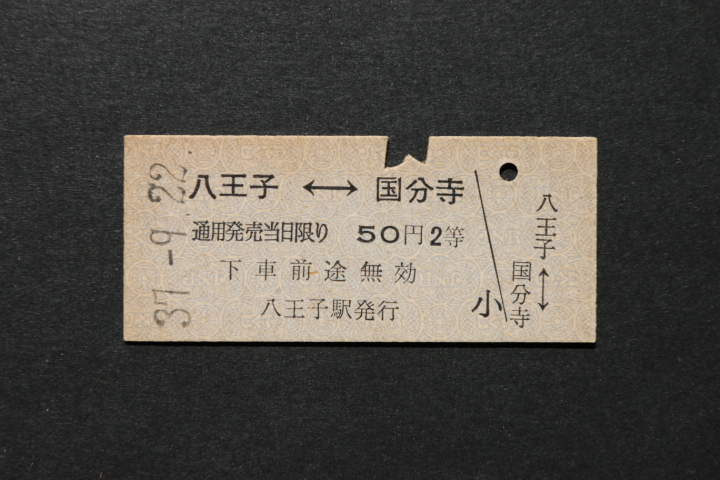 37.-9.22
八王子 ↔ 国分寺
通用発売当日限り 50円2等
下車前途無効
八王子駅発行
小
八王子↔国分寺